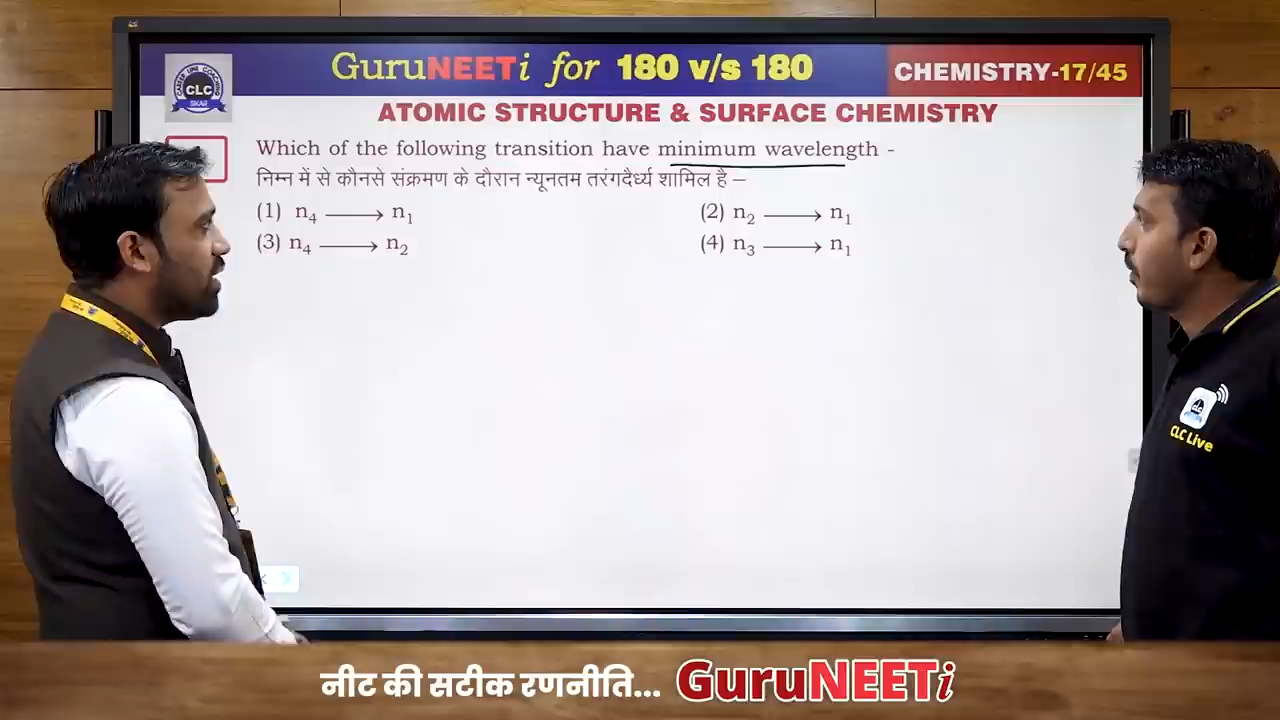 GuruNEETi for 180 v/s 180
CHEMISTRY-17/45
CLC
SIKAR
ATOMIC STRUCTURE & SURFACE CHEMISTRY
Which of the following transition have minimum wavelength -
निम्न में से कौनसे संक्रमण के दौरान न्यूनतम तरंगदैर्ध्य शामिल है –
(1) n₄ ⟶ n₁ (2) n₂ ⟶ n₁
(3) n₄ ⟶ n₂ (4) n₃ ⟶ n₁
clc
CLC Live
नीट की सटीक रणनीति... GuruNEETi